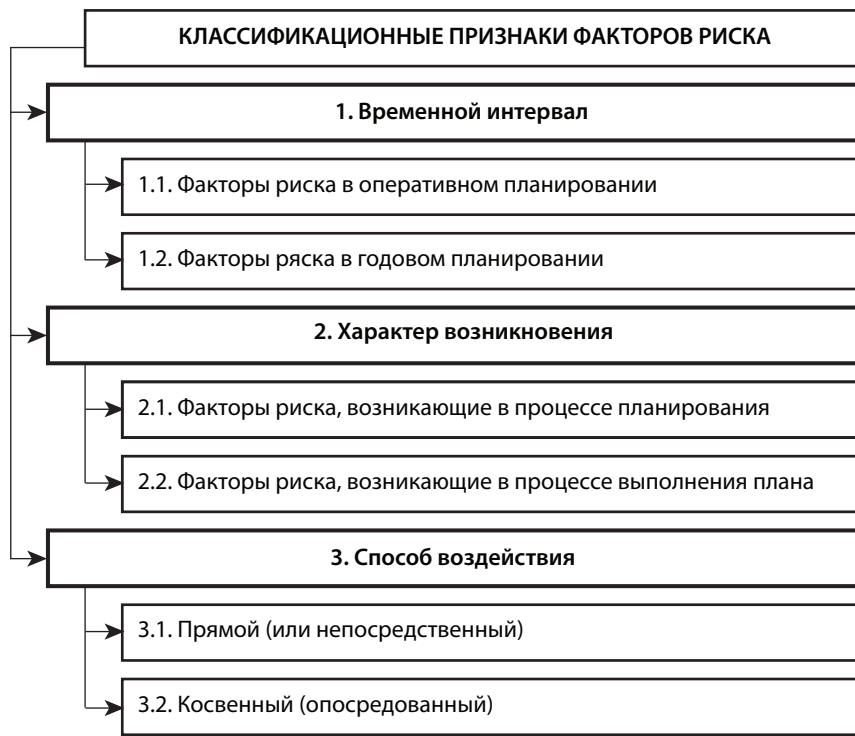 КЛАССИФИКАЦИОННЫЕ ПРИЗНАКИ ФАКТОРОВ РИСКА
1. Временной интервал
1.1. Факторы риска в оперативном планировании
1.2. Факторы ряска в годовом планировании
2. Характер возникновения
2.1. Факторы риска, возникающие в процессе планирования
2.2. Факторы риска, возникающие в процессе выполнения плана
3. Способ воздействия
3.1. Прямой (или непосредственный)
3.2. Косвенный (опосредованный)